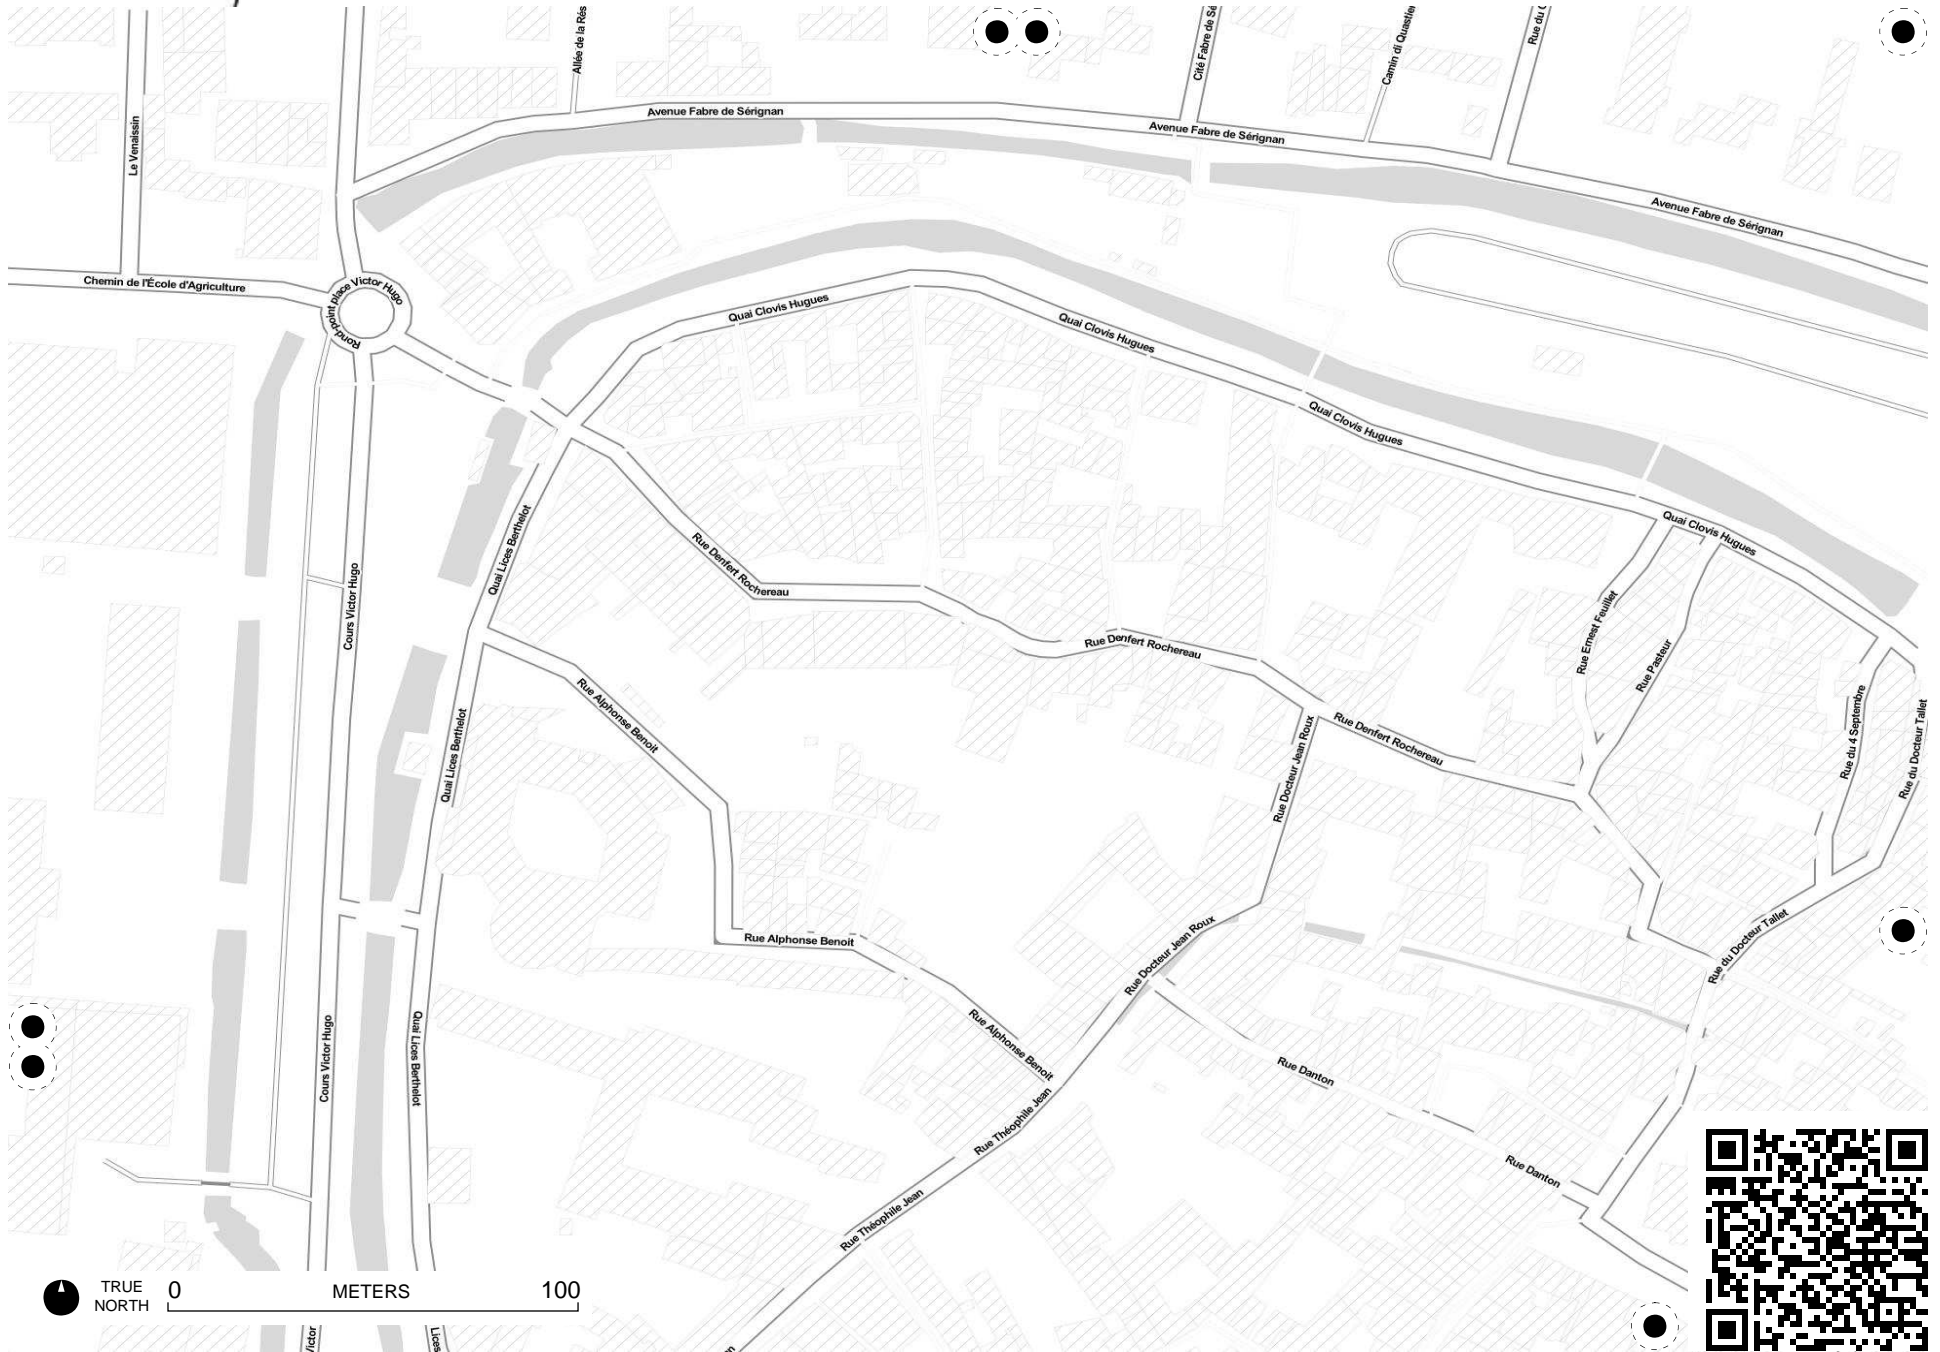 Allée de la Rés
Cité Fabre de Sé
Camin di Quastier
Rue du
Avenue Fabre de Sérignan
Avenue Fabre de Sérignan
Avenue Fabre de Sérignan
Le Venaissin
Chemin de l'École d'Agriculture
Rond-point place Victor Hugo
Quai Clovis Hugues
Quai Clovis Hugues
Quai Clovis Hugues
Quai Clovis Hugues
Quai Lices Berthelot
Rue Denfert Rochereau
Cours Victor Hugo
Rue Denfert Rochereau
Rue Ernest Feuillet
Rue Pasteur
Rue du 4 Septembre
Rue du Docteur Tallet
Rue Alphonse Benoit
Quai Lices Berthelot
Rue Docteur Jean Roux
Rue Denfert Rochereau
Rue Alphonse Benoit
Rue Docteur Jean Roux
Rue du Docteur Tallet
Rue Alphonse Benoit
Cours Victor Hugo
Quai Lices Berthelot
Rue Danton
Rue Théophile Jean
Rue Danton
Rue Théophile Jean
TRUE
NORTH
0 METERS 100
Victor
Lices